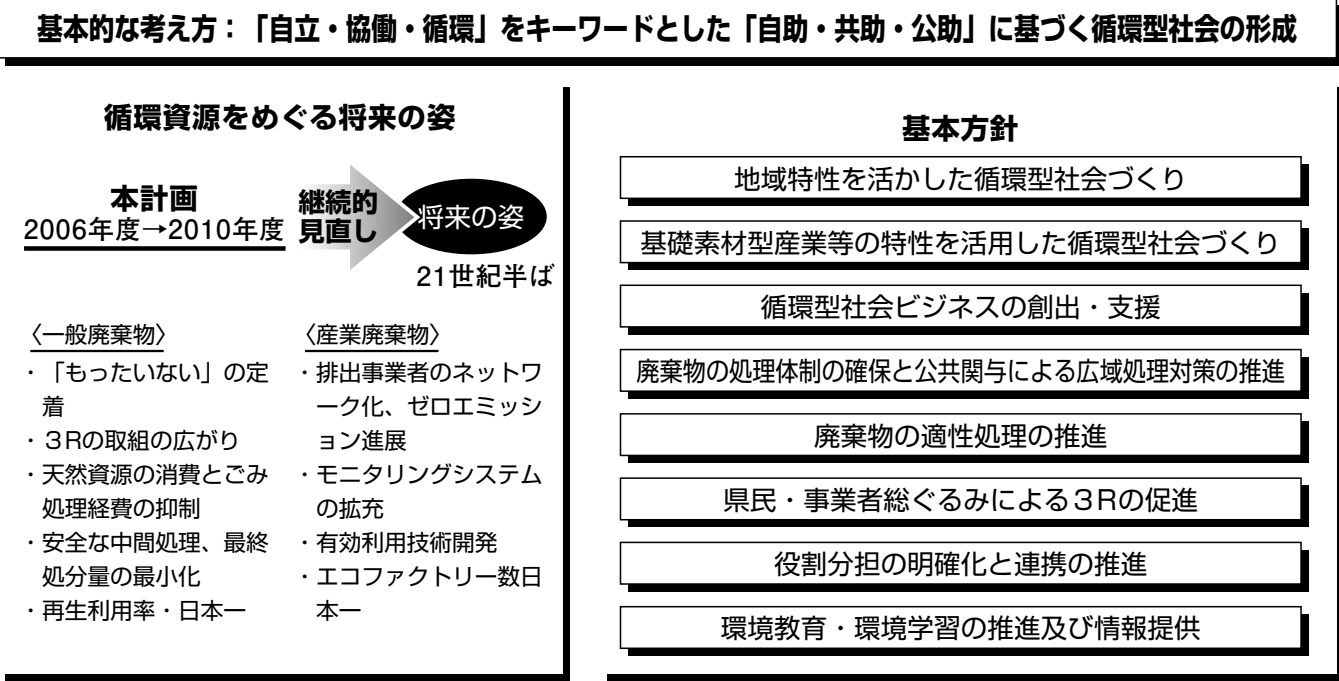 基本的な考え方：「自立・協働・循環」をキーワードとした「自助・共助・公助」に基づく循環型社会の形成
循環資源をめぐる将来の姿
本計画
2006年度→2010年度
継続的
見直し
将来の姿
21世紀半ば
〈一般廃棄物〉
・「もったいない」の定
着
・３Rの取組の広がり
・天然資源の消費とごみ
処理経費の抑制
・安全な中間処理、最終
処分量の最小化
・再生利用率・日本一
〈産業廃棄物〉
・排出事業者のネットワ
ーク化、ゼロエミッシ
ョン進展
・モニタリングシステム
の拡充
・有効利用技術開発
・エコファクトリー数日
本一
基本方針
地域特性を活かした循環型社会づくり
基礎素材型産業等の特性を活用した循環型社会づくり
循環型社会ビジネスの創出・支援
廃棄物の処理体制の確保と公共関与による広域処理対策の推進
廃棄物の適性処理の推進
県民・事業者総ぐるみによる３Rの促進
役割分担の明確化と連携の推進
環境教育・環境学習の推進及び情報提供